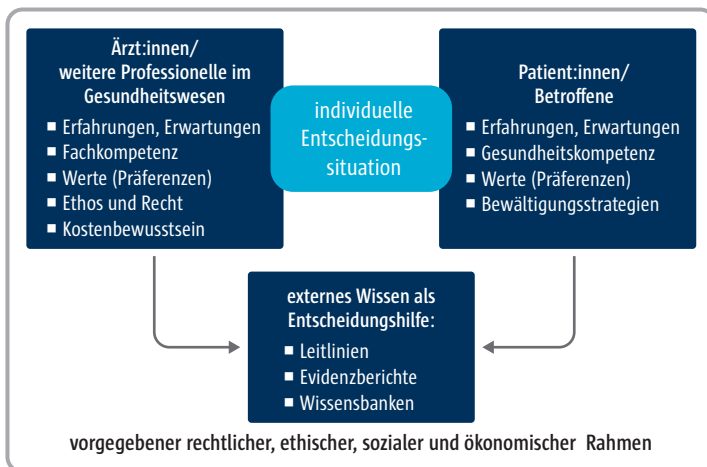 Ärzt:innen/
weitere Professionelle im
Gesundheitswesen
■ Erfahrungen, Erwartungen
■ Fachkompetenz
■ Werte (Präferenzen)
■ Ethos und Recht
■ Kostenbewusstsein
individuelle
Entscheidungs-
situation
Patient:innen/
Betroffene
■ Erfahrungen, Erwartungen
■ Gesundheitskompetenz
■ Werte (Präferenzen)
■ Bewältigungsstrategien
externes Wissen als
Entscheidungshilfe:
■ Leitlinien
■ Evidenzberichte
■ Wissensbanken
vorgegebener rechtlicher, ethischer, sozialer und ökonomischer Rahmen